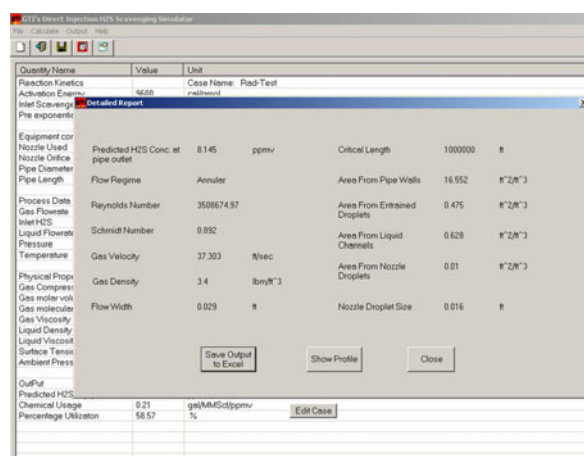 GTI's Direct Injection H2S Scavenging Simulator
File Calculate Output Help
Quantity Name Value Unit
Reaction Kinetics Case Name: Rad-Test
Activation Energy 9600 cal/gmol
Inlet Scavenge
Pre exponentia
Equipment con
Nozzle Used
Nozzle Orifice
Pipe Diameter
Pipe Length
Process Data
Gas Flowrate
Inlet H2S
Liquid Flowrate
Pressure
Temperature
Physical Prope
Gas Compress
Gas molar volu
Gas molecular
Gas Viscosity
Liquid Density
Liquid Viscosit
Surface Tensio
Ambient Press
OutPut
Predicted H2S
Chemical Usage 0.21 gal/MMScf/ppmv
Percentage Utilizaton 58.57 %
Edit Case
Detailed Report
Predicted H2S Conc. at pipe outlet 8.145 ppmv
Flow Regime Annular
Reynolds Number 3508674.97
Schmidt Number 0.892
Gas Velocity 37.303 ft/sec
Gas Density 3.4 lbm/ft^3
Flow Width 0.029 ft
Critical Length 1000000 ft
Area From Pipe Walls 16.552 ft^2/ft^3
Area From Entrained Droplets 0.475 ft^2/ft^3
Area From Liquid Channels 0.628 ft^2/ft^3
Area From Nozzle Droplets 0.01 ft^2/ft^3
Nozzle Droplet Size 0.016 ft
Save Output to Excel
Show Profile
Close